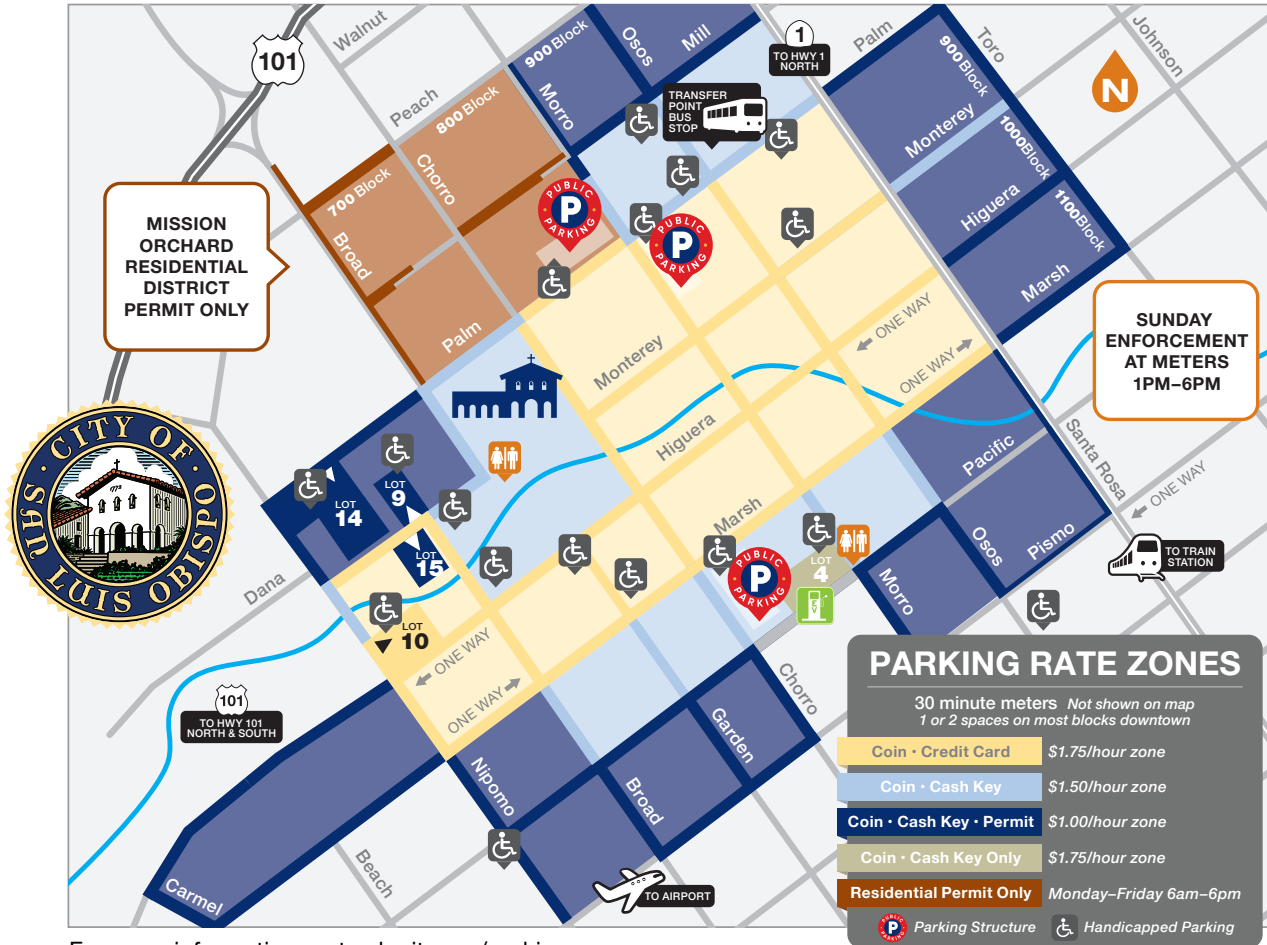 101
Walnut
Peach
900 Block
Osos
Mill
Morro
1
TO HWY 1
NORTH
Palm
Toro
Johnson
900 Block
N
TRANSFER
POINT
BUS
STOP
800 Block
Chorro
700 Block
Broad
Monterey
1000 Block
Higuera
1100 Block
Marsh
PUBLIC
P
PARKING
PUBLIC
P
PARKING
MISSION
ORCHARD
RESIDENTIAL
DISTRICT
PERMIT ONLY
Palm
Monterey
ONE WAY
ONE WAY
SUNDAY
ENFORCEMENT
AT METERS
1PM–6PM
Higuera
Santa Rosa
Pacific
ONE WAY
CITY OF
SAN LUIS OBISPO
LOT
14
LOT
9
LOT
15
Marsh
PUBLIC
P
PARKING
LOT
4
EV
Osos
Pismo
TO TRAIN
STATION
Morro
Dana
LOT
10
ONE WAY
ONE WAY
101
TO HWY 101
NORTH & SOUTH
Chorro
Garden
Nipomo
Broad
Beach
Carmel
TO AIRPORT
PARKING RATE ZONES
30 minute meters Not shown on map
1 or 2 spaces on most blocks downtown
Coin • Credit Card $1.75/hour zone
Coin • Cash Key $1.50/hour zone
Coin • Cash Key • Permit $1.00/hour zone
Coin • Cash Key Only $1.75/hour zone
Residential Permit Only Monday–Friday 6am–6pm
PUBLIC
P
PARKING
Parking Structure
Handicapped Parking